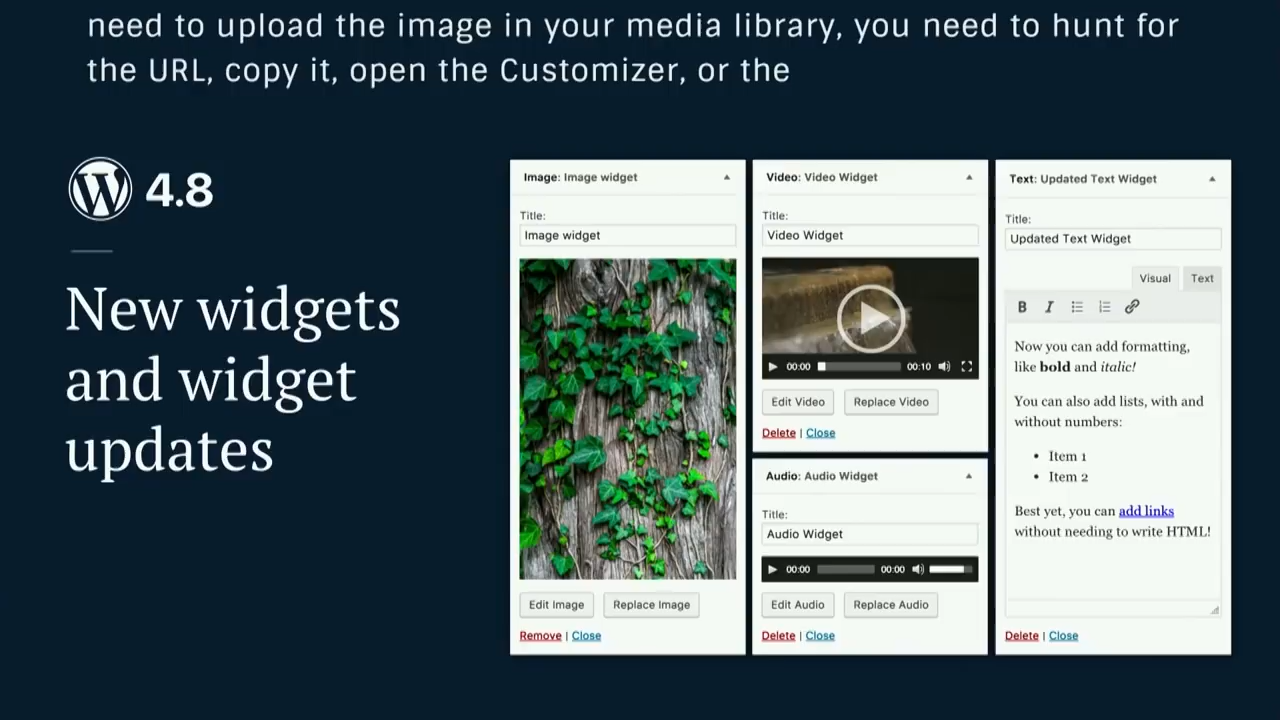 need to upload the image in your media library, you need to hunt for
the URL, copy it, open the Customizer, or the
4.8
New widgets
and widget
updates
Image: Image widget
Title:
Image widget
Edit Image Replace Image
Remove | Close
Video: Video Widget
Title:
Video Widget
00:00 00:10
Edit Video Replace Video
Delete | Close
Audio: Audio Widget
Title:
Audio Widget
00:00 00:00
Edit Audio Replace Audio
Delete | Close
Text: Updated Text Widget
Title:
Updated Text Widget
Visual Text
B I
Now you can add formatting,
like bold and italic!
You can also add lists, with and
without numbers:
• Item 1
• Item 2
Best yet, you can add links
without needing to write HTML!
Delete | Close